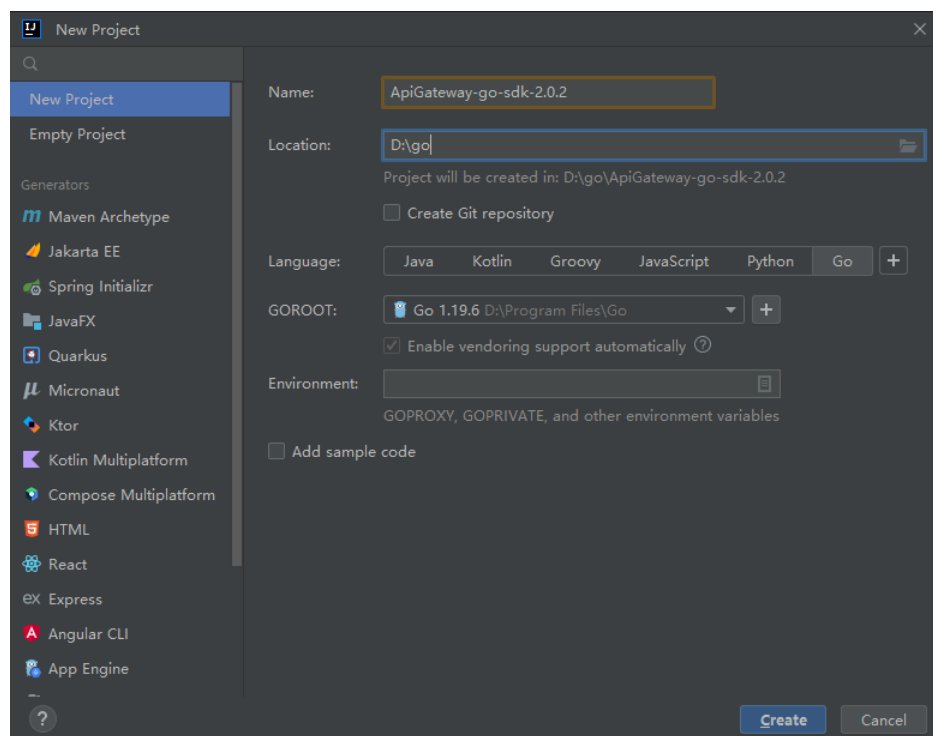 New Project
New Project
Empty Project
Generators
Maven Archetype
Jakarta EE
Spring Initializr
JavaFX
Quarkus
Micronaut
Ktor
Kotlin Multiplatform
Compose Multiplatform
HTML
React
ex Express
Angular CLI
App Engine
Name: ApiGateway-go-sdk-2.0.2
Location: D:\go
Project will be created in: D:\go\ApiGateway-go-sdk-2.0.2
Create Git repository
Language: Java Kotlin Groovy JavaScript Python Go +
GOROOT: Go 1.19.6 D:\Program Files\Go +
Enable vendoring support automatically ?
Environment:
GOPROXY, GOPRIVATE, and other environment variables
Add sample code
? Create Cancel